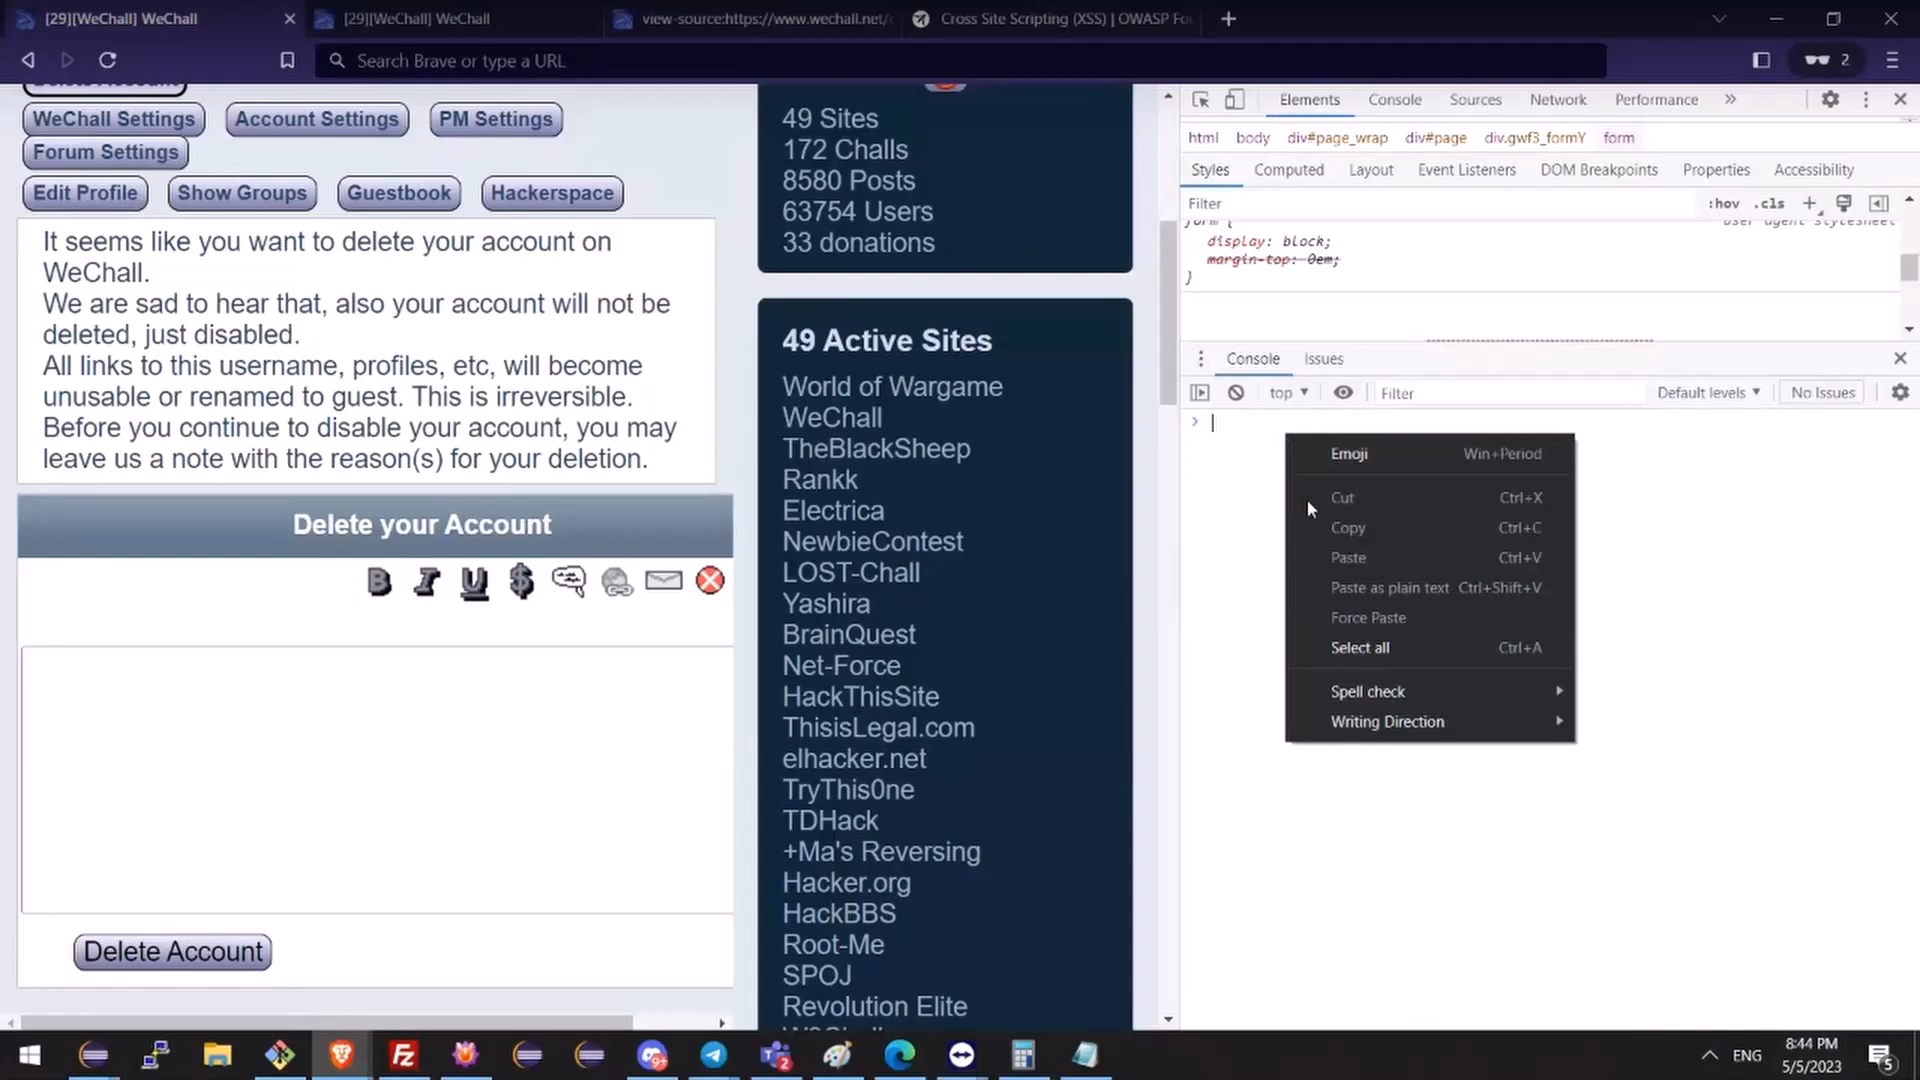 [29][WeChall] WeChall
[29][WeChall] WeChall
view-source:https://www.wechall.net/
Cross Site Scripting (XSS) | OWASP Fo
Search Brave or type a URL
2
WeChall Settings
Account Settings
PM Settings
Forum Settings
Edit Profile
Show Groups
Guestbook
Hackerspace
It seems like you want to delete your account on
WeChall.
We are sad to hear that, also your account will not be
deleted, just disabled.
All links to this username, profiles, etc, will become
unusable or renamed to guest. This is irreversible.
Before you continue to disable your account, you may
leave us a note with the reason(s) for your deletion.
Delete your Account
B I U $
Delete Account
49 Sites
172 Challs
8580 Posts
63754 Users
33 donations
49 Active Sites
World of Wargame
WeChall
TheBlackSheep
Rankk
Electrica
NewbieContest
LOST-Chall
Yashira
BrainQuest
Net-Force
HackThisSite
ThisisLegal.com
elhacker.net
TryThis0ne
TDHack
+Ma's Reversing
Hacker.org
HackBBS
Root-Me
SPOJ
Revolution Elite
Elements
Console
Sources
Network
Performance
html
body
div#page_wrap
div#page
div.gwf3_formY
form
Styles
Computed
Layout
Event Listeners
DOM Breakpoints
Properties
Accessibility
Filter
:hov
.cls
form {
user agent stylesheet
display: block;
margin-top: 0em;
}
Console
Issues
top
Filter
Default levels
No Issues
Emoji Win+Period
Cut Ctrl+X
Copy Ctrl+C
Paste Ctrl+V
Paste as plain text Ctrl+Shift+V
Force Paste
Select all Ctrl+A
Spell check
Writing Direction
ENG
8:44 PM
5/5/2023
5